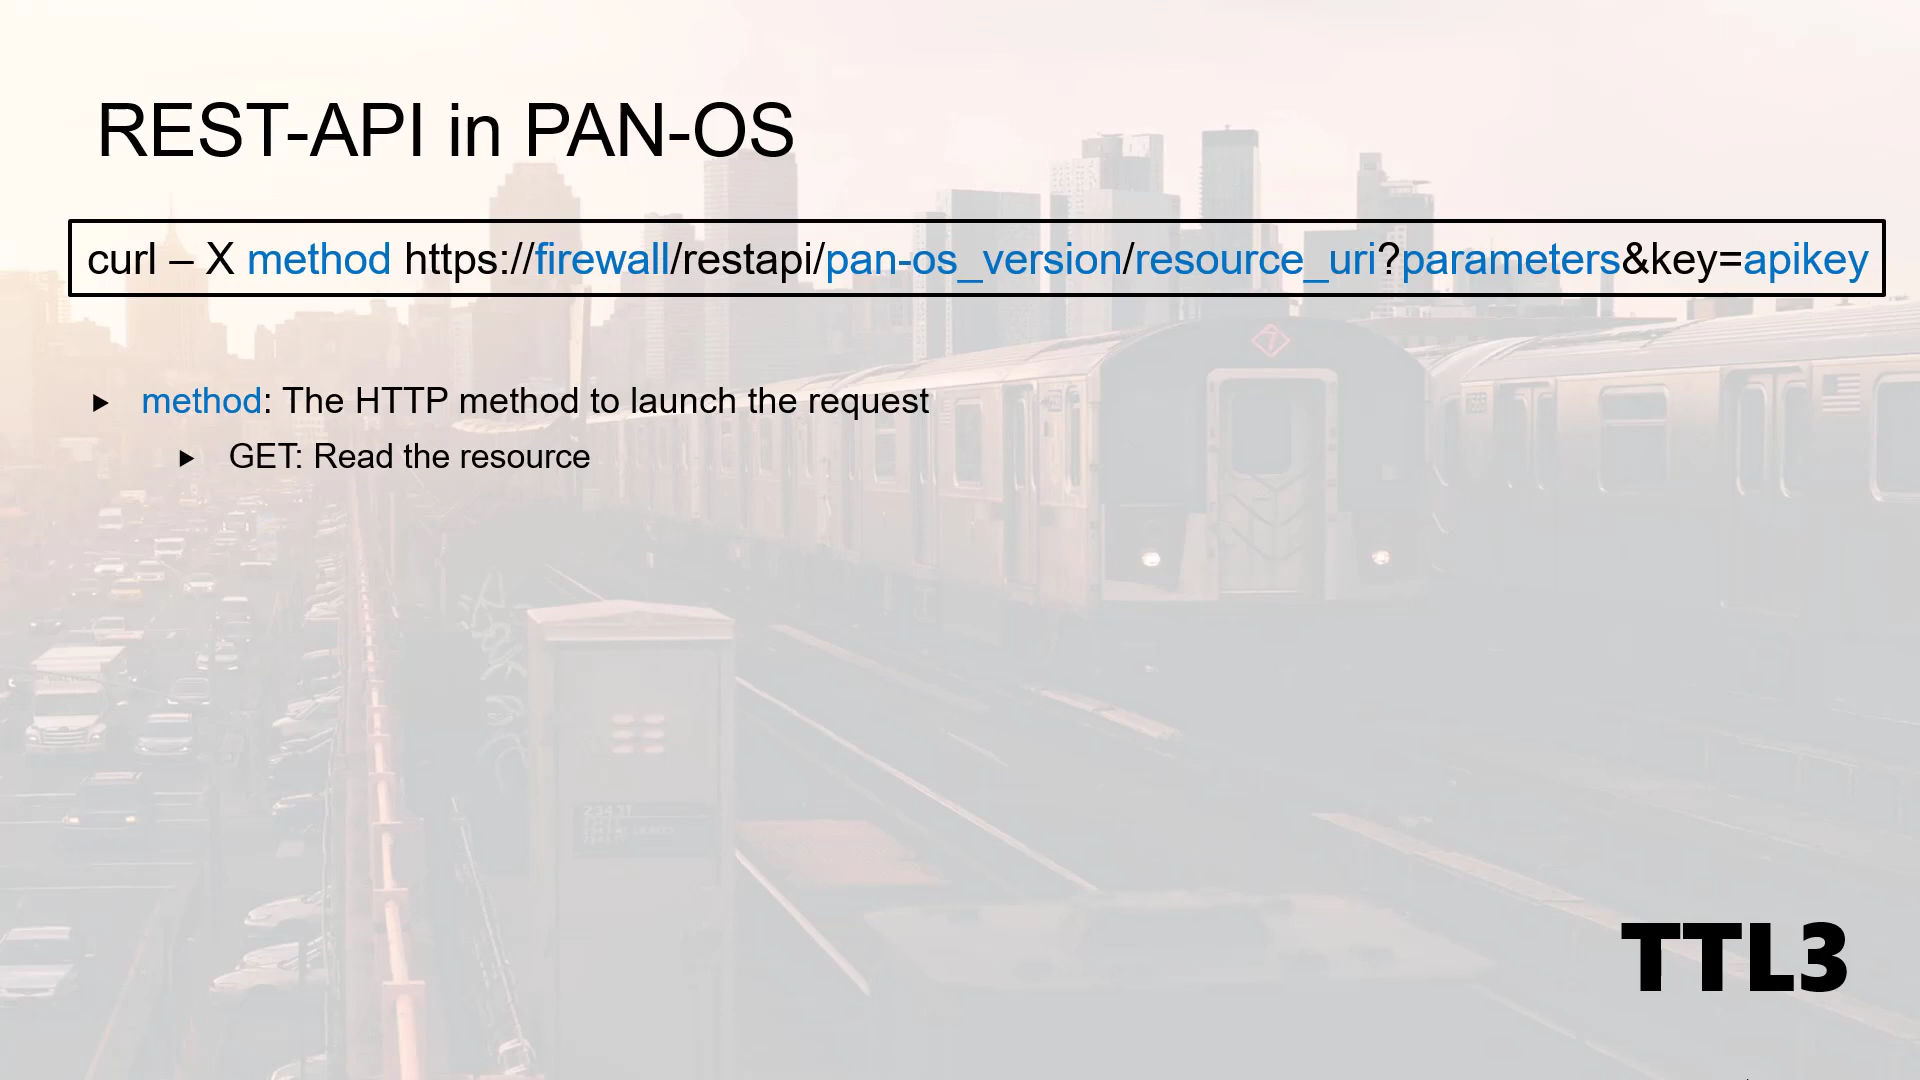 REST-API in PAN-OS
curl – X method https://firewall/restapi/pan-os_version/resource_uri?parameters&key=apikey
method: The HTTP method to launch the request
GET: Read the resource
TTL3